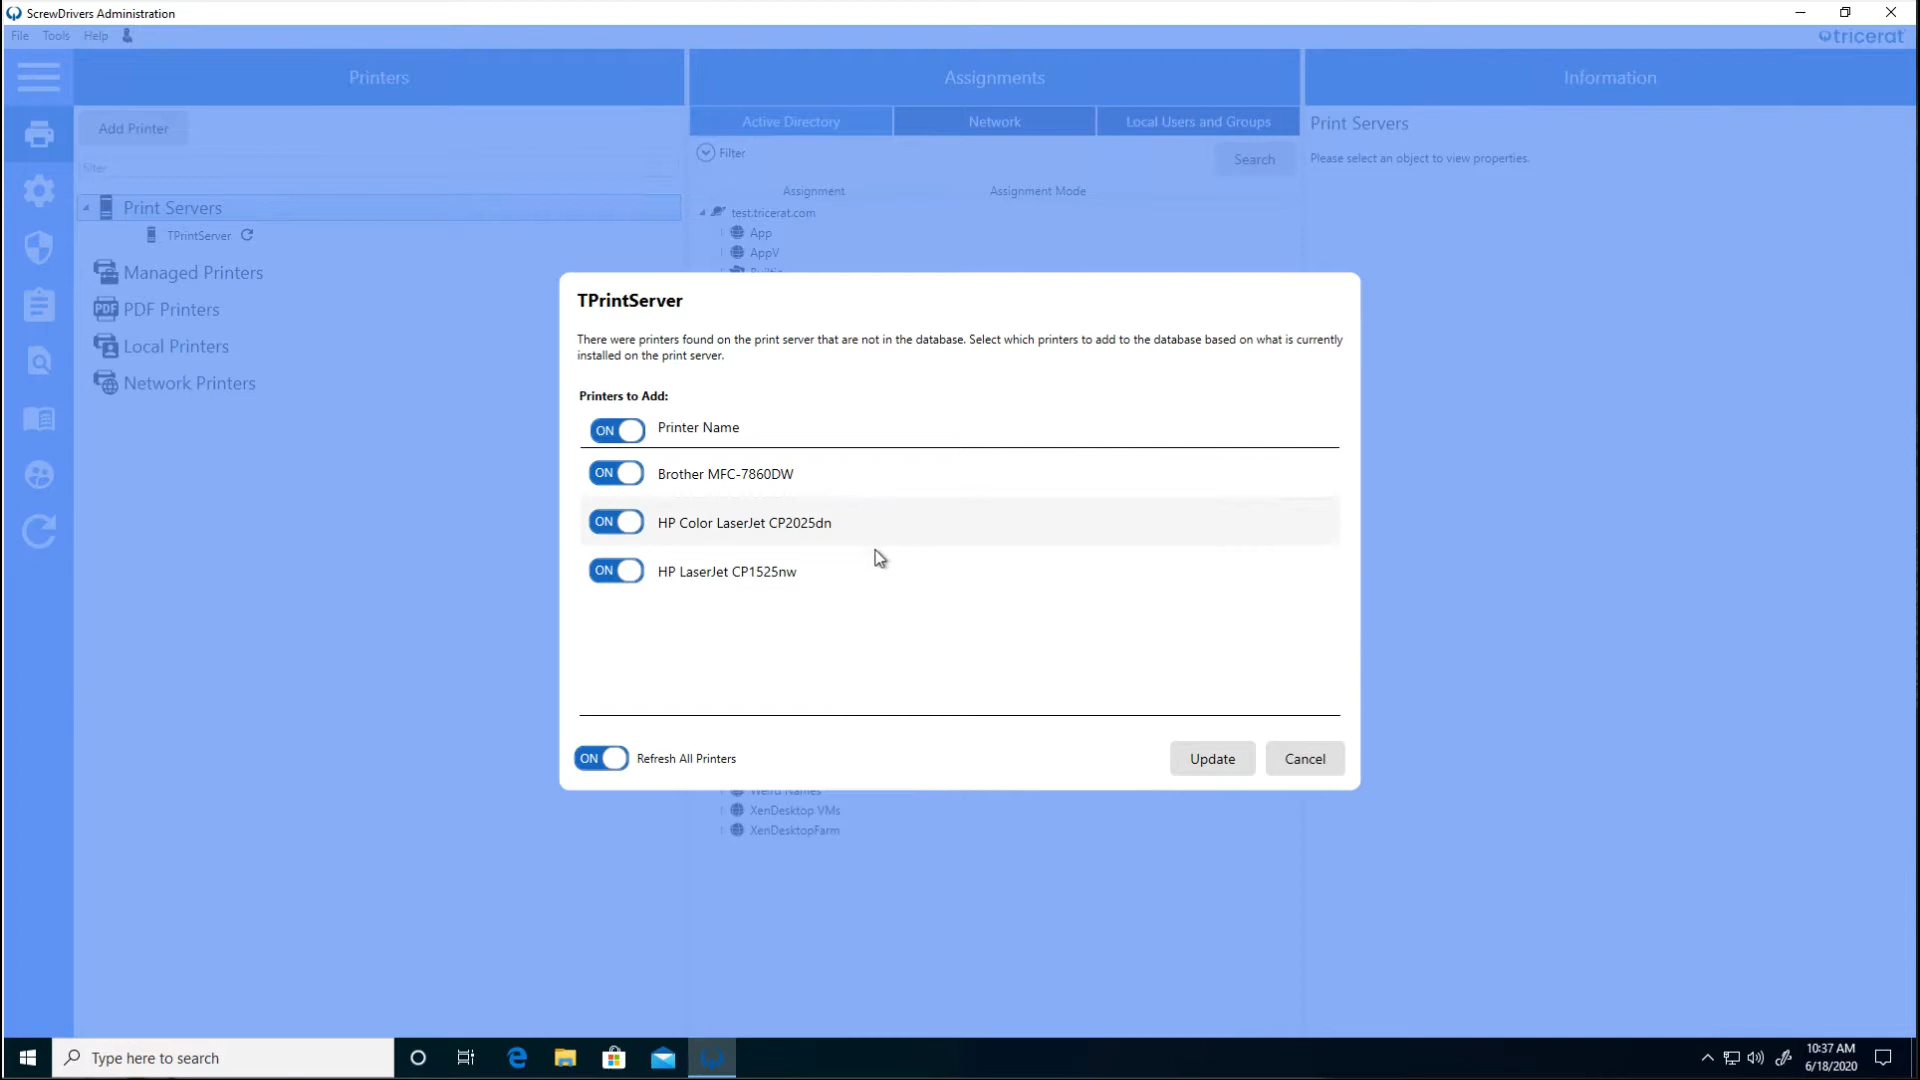 ScrewDrivers Administration
File Tools Help
tricerat
Printers
Assignments
Information
Add Printer
filter
Print Servers
TPrintServer
Managed Printers
PDF
PDF Printers
Local Printers
Network Printers
Active Directory
Network
Local Users and Groups
Filter
Search
Assignment
Assignment Mode
test.tricerat.com
App
AppV
Builtin
Print Servers
Please select an object to view properties.
TPrintServer
There were printers found on the print server that are not in the database. Select which printers to add to the database based on what is currently
installed on the print server.
Printers to Add:
ON Printer Name
ON Brother MFC-7860DW
ON HP Color LaserJet CP2025dn
ON HP LaserJet CP1525nw
ON Refresh All Printers
Update
Cancel
Weird Names
XenDesktop VMs
XenDesktopFarm
Type here to search
10:37 AM
6/18/2020